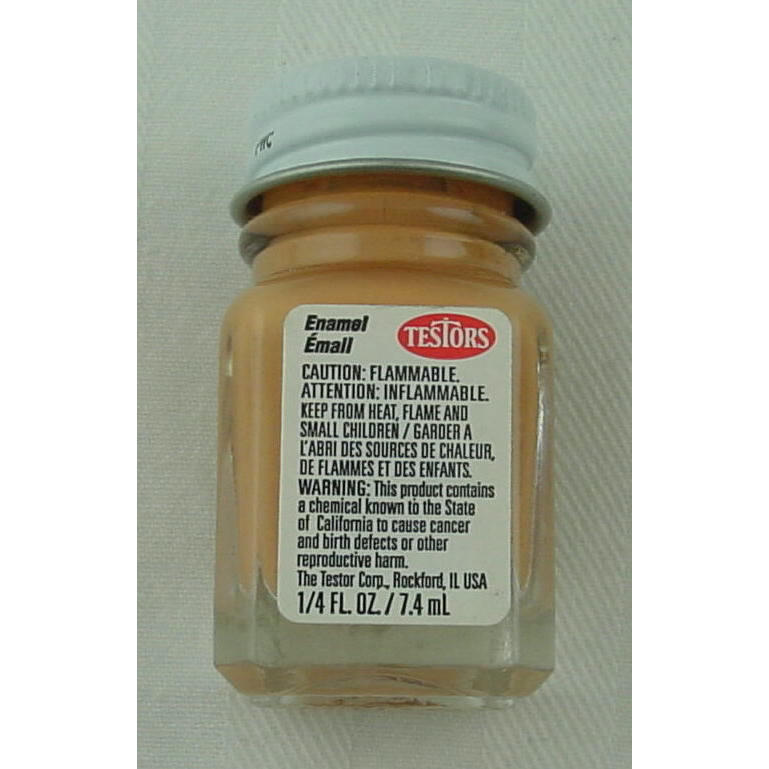 Enamel
TESTORS
Émail
CAUTION: FLAMMABLE.
ATTENTION: INFLAMMABLE.
KEEP FROM HEAT, FLAME AND
SMALL CHILDREN / GARDER A
L'ABRI DES SOURCES DE CHALEUR,
DE FLAMMES ET DES ENFANTS.
WARNING: This product contains
a chemical known to the State
of California to cause cancer
and birth defects or other
reproductive harm.
The Testor Corp., Rockford, IL USA
1/4 FL. OZ. / 7.4 mL